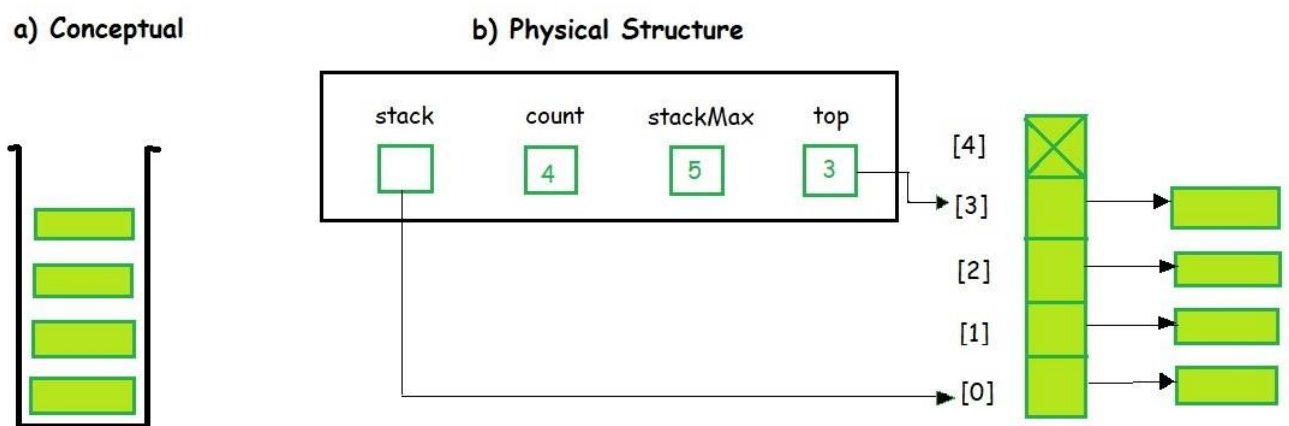 a) Conceptual
b) Physical Structure
stack count stackMax top
4 5 3
[4]
[3]
[2]
[1]
[0]